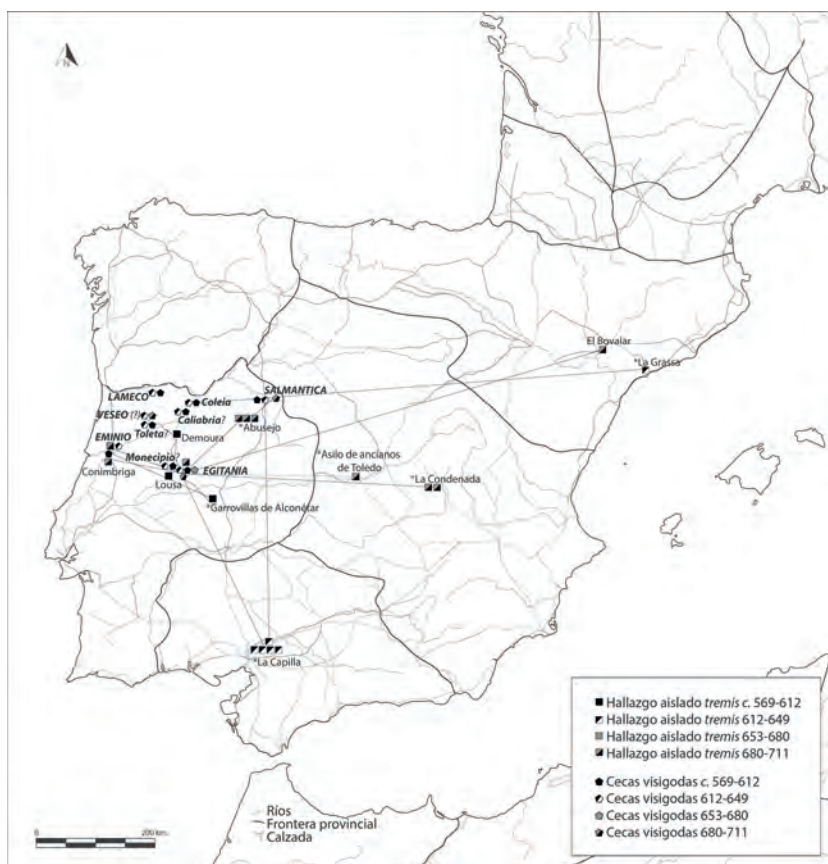 N
El Bovalar
*La Grassa
LAMECO
Coleia
SALMANTICA
VESEO (?)
Caliabria?
Toleta?
Demoura
*Abusejo
EMINIO
Monecipio?
EGITANIA
*Asilo de ancianos
de Toledo
Conimbriga
*La Condenada
Lousa
*Garrovillas de Alconétar
*La Capilla
Hallazgo aislado tremis c. 569-612
Hallazgo aislado tremis 612-649
Hallazgo aislado tremis 653-680
Hallazgo aislado tremis 680-711
Cecas visigodas c. 569-612
Cecas visigodas 612-649
Cecas visigodas 653-680
Cecas visigodas 680-711
Ríos
Frontera provincial
Calzada
0 200 km.